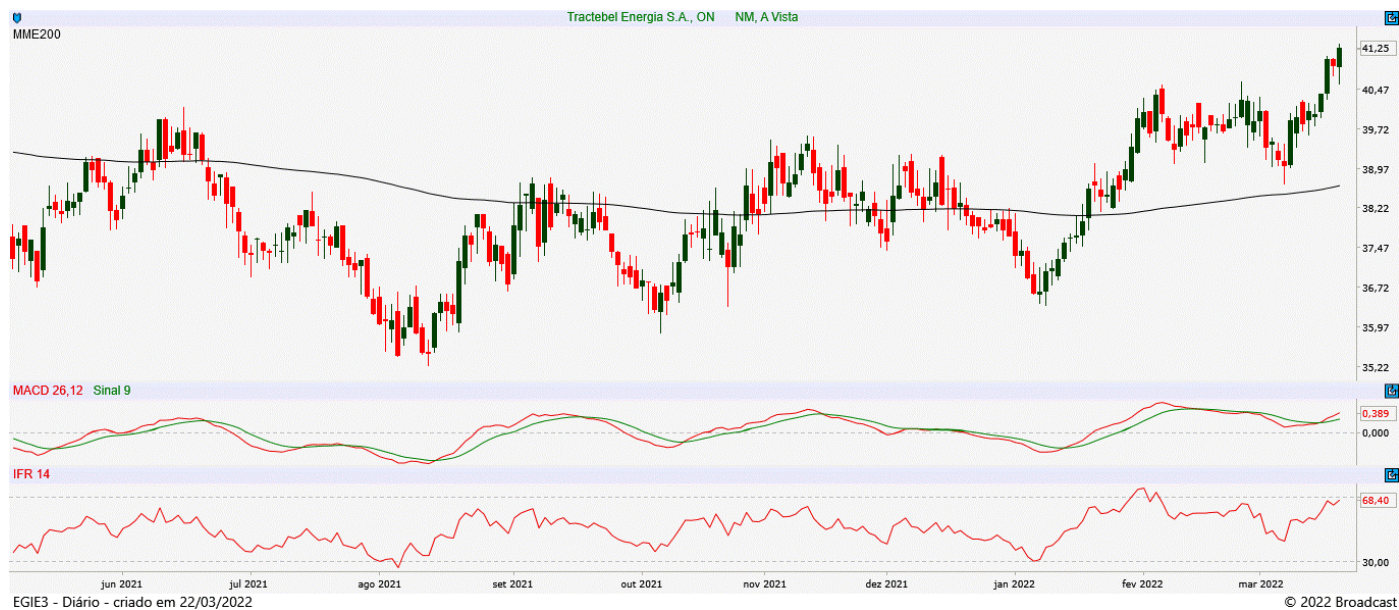 Tractebel Energia S.A., ON NM, A Vista
MME200
41,25
40,47
39,72
38,97
38,22
37,47
36,72
35,97
35,22
MACD 26,12 Sinal 9
0,389
0,000
IFR 14
68,40
30,00
jun 2021 jul 2021 ago 2021 set 2021 out 2021 nov 2021 dez 2021 jan 2022 fev 2022 mar 2022
EGIE3 - Diário - criado em 22/03/2022 © 2022 Broadcast